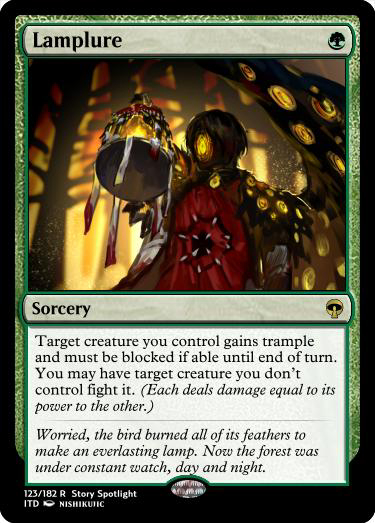 Lamplure
Sorcery
Target creature you control gains trample
and must be blocked if able until end of turn.
You may have target creature you don't
control fight it. (Each deals damage equal to its
power to the other.)
Worried, the bird burned all of its feathers to
make an everlasting lamp. Now the forest was
under constant watch, day and night.
123/182 R Story Spotlight
ITD NISHIKUJIC